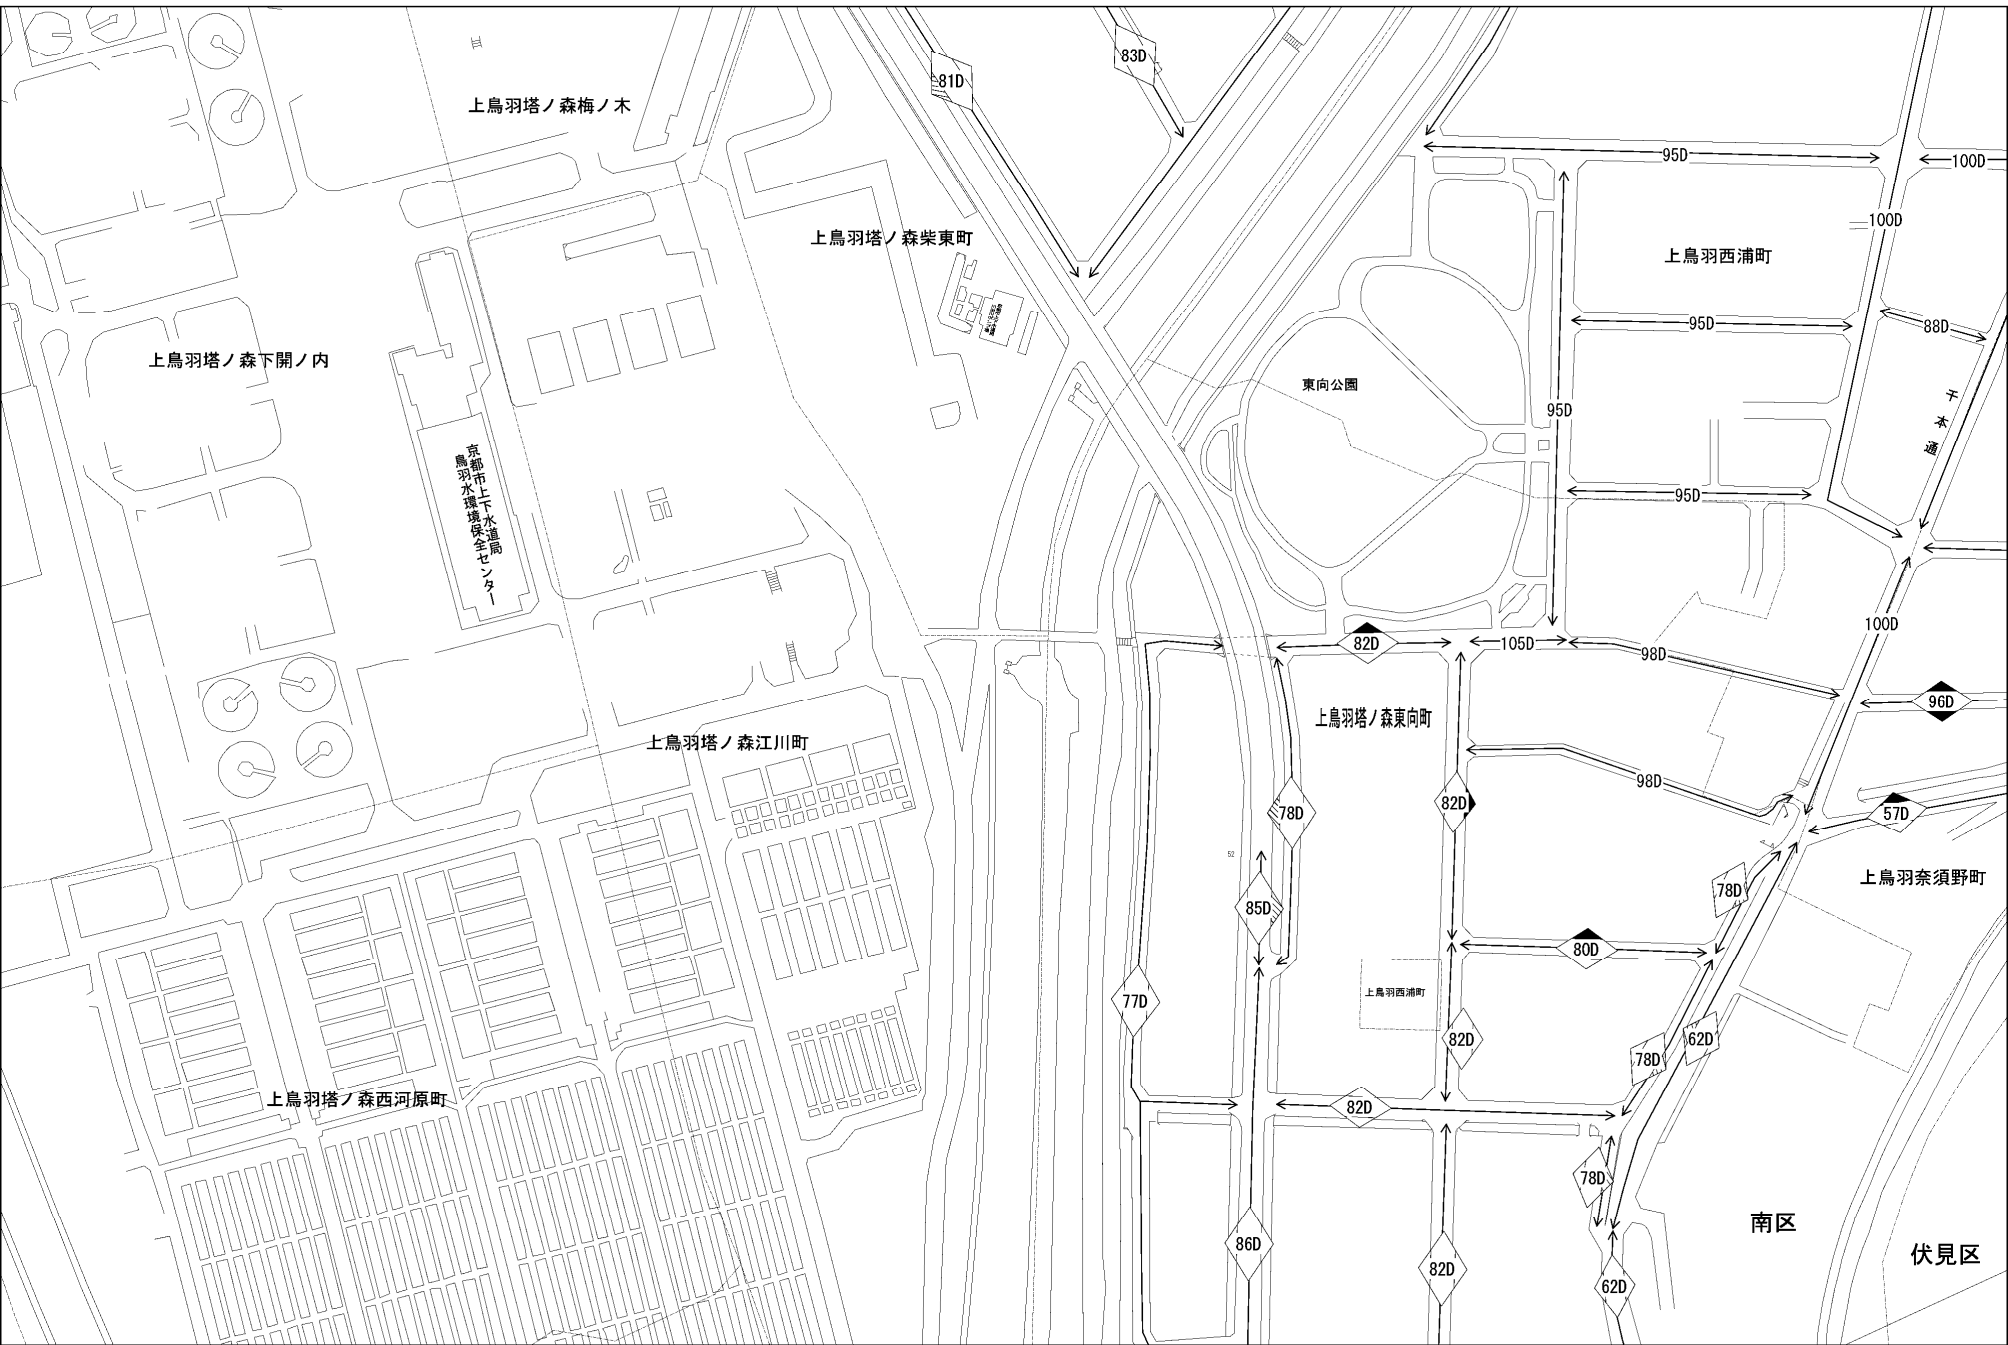 83D
81D
上鳥羽塔ノ森梅ノ木
95D
100D
100D
上鳥羽塔ノ森柴東町
上鳥羽西浦町
95D
88D
上鳥羽塔ノ森下開ノ内
東向公園
千本通
95D
京都市上下水道局
鳥羽水環境保全センター
95D
100D
82D
105D
98D
96D
上鳥羽塔ノ森東向町
上鳥羽塔ノ森江川町
98D
82D
78D
57D
52
上鳥羽奈須野町
78D
85D
80D
上鳥羽西浦町
77D
82D
62D
78D
上鳥羽塔ノ森西河原町
82D
78D
南区
86D
伏見区
82D
62D